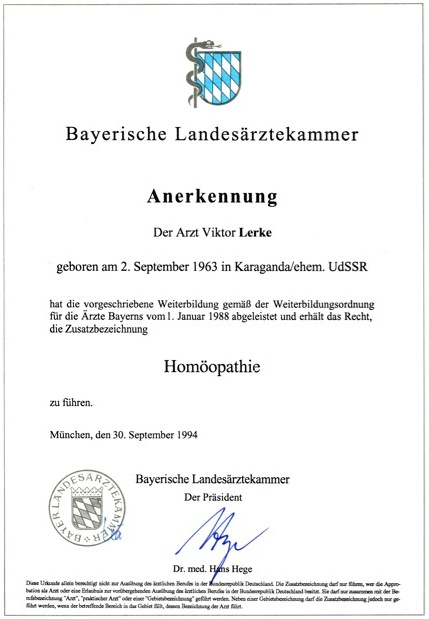 Bayerische Landesärztekammer
Anerkennung
Der Arzt Viktor Lerke
geboren am 2. September 1963 in Karaganda/ehem. UdSSR
hat die vorgeschriebene Weiterbildung gemäß der Weiterbildungsordnung
für die Ärzte Bayerns vom 1. Januar 1988 abgeleistet und erhält das Recht,
die Zusatzbezeichnung
Homöopathie
zu führen.
München, den 30. September 1994
BAYER. LANDESÄRZTEKAMMER
Bayerische Landesärztekammer
Der Präsident
Dr. med. Hans Hege
Diese Urkunde allein berechtigt nicht zur Ausübung des ärztlichen Berufes in der Bundesrepublik Deutschland. Die Zusatzbezeichnung darf nur führen, wer die Appro-
bation als Arzt oder eine Erlaubnis zur vorübergehenden Ausübung des ärztlichen Berufes in der Bundesrepublik Deutschland besitzt. Sie darf nur zusammen mit der Be-
rufsbezeichnung "Arzt", "praktischer Arzt" oder einer "Gebietsbezeichnung" geführt werden. Neben einer Gebietsbezeichnung darf die Zusatzbezeichnung jedoch nur ge-
führt werden, wenn der betreffende Bereich in das Gebiet fällt, dessen Bezeichnung der Arzt führt.